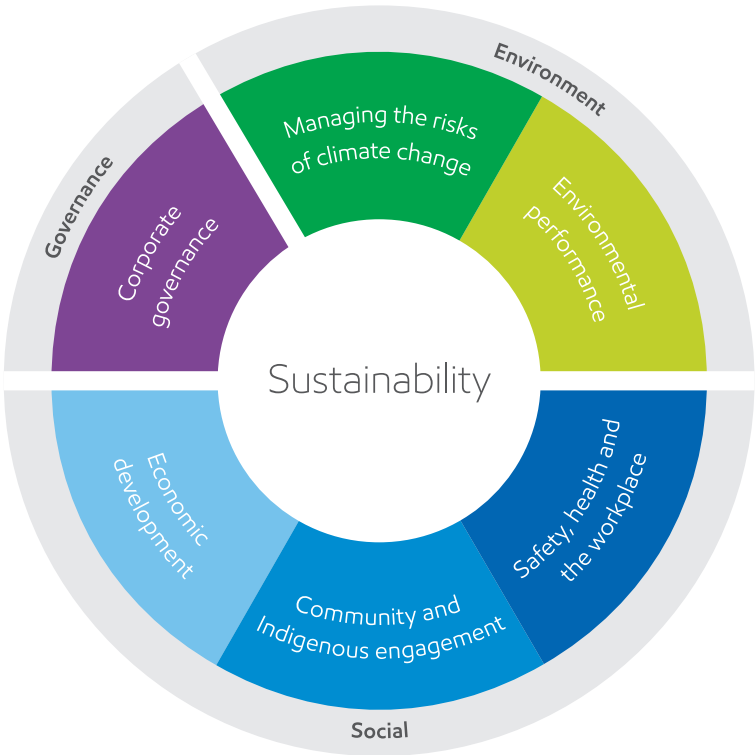 Environment
Managing the risks
of climate change
Environmental
performance
Governance
Corporate
governance
Sustainability
Safety, health and
the workplace
Economic
development
Community and
Indigenous engagement
Social